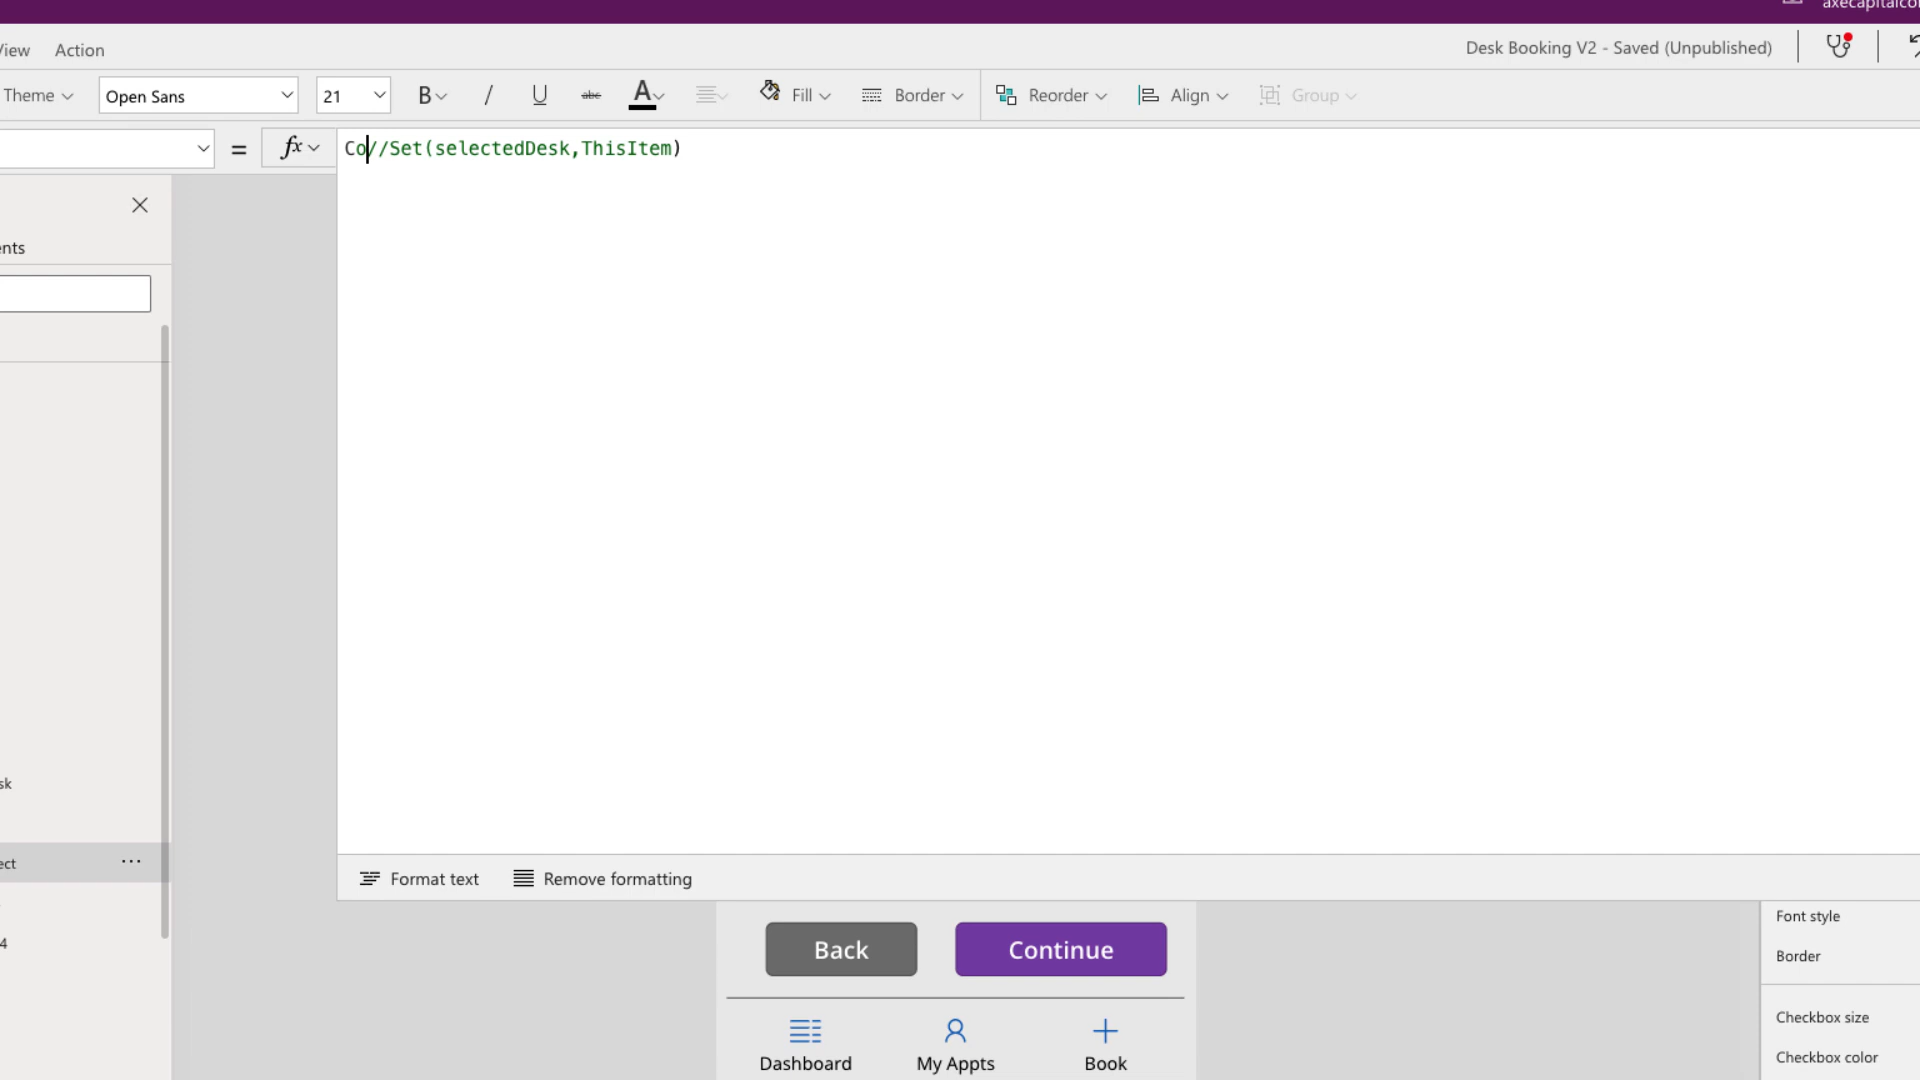 axecapitalco
View Action Desk Booking V2 - Saved (Unpublished)
Theme Open Sans 21 B / U abc A Fill Border Reorder Align Group
= fx Co//Set(selectedDesk,ThisItem)
ents
sk
ect ...
4
Format text Remove formatting
Back Continue
Dashboard My Appts Book
Font style
Border
Checkbox size
Checkbox color